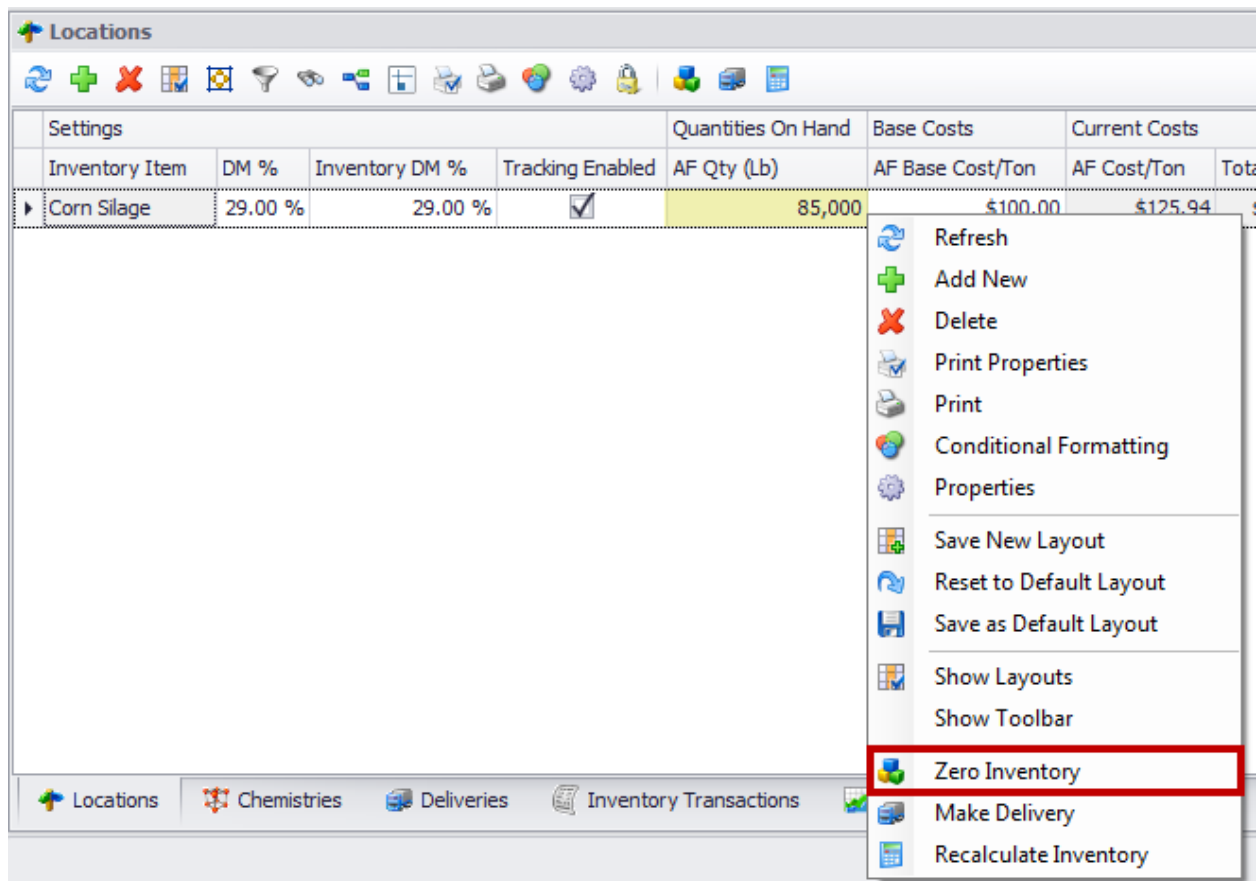 Locations
Settings Quantities On Hand Base Costs Current Costs
Inventory Item DM % Inventory DM % Tracking Enabled AF Qty (Lb) AF Base Cost/Ton AF Cost/Ton
Corn Silage 29.00 % 29.00 % 85,000 $100.00 $125.94
Refresh
Add New
Delete
Print Properties
Print
Conditional Formatting
Properties
Save New Layout
Reset to Default Layout
Save as Default Layout
Show Layouts
Show Toolbar
Zero Inventory
Make Delivery
Recalculate Inventory
Locations Chemistries Deliveries Inventory Transactions